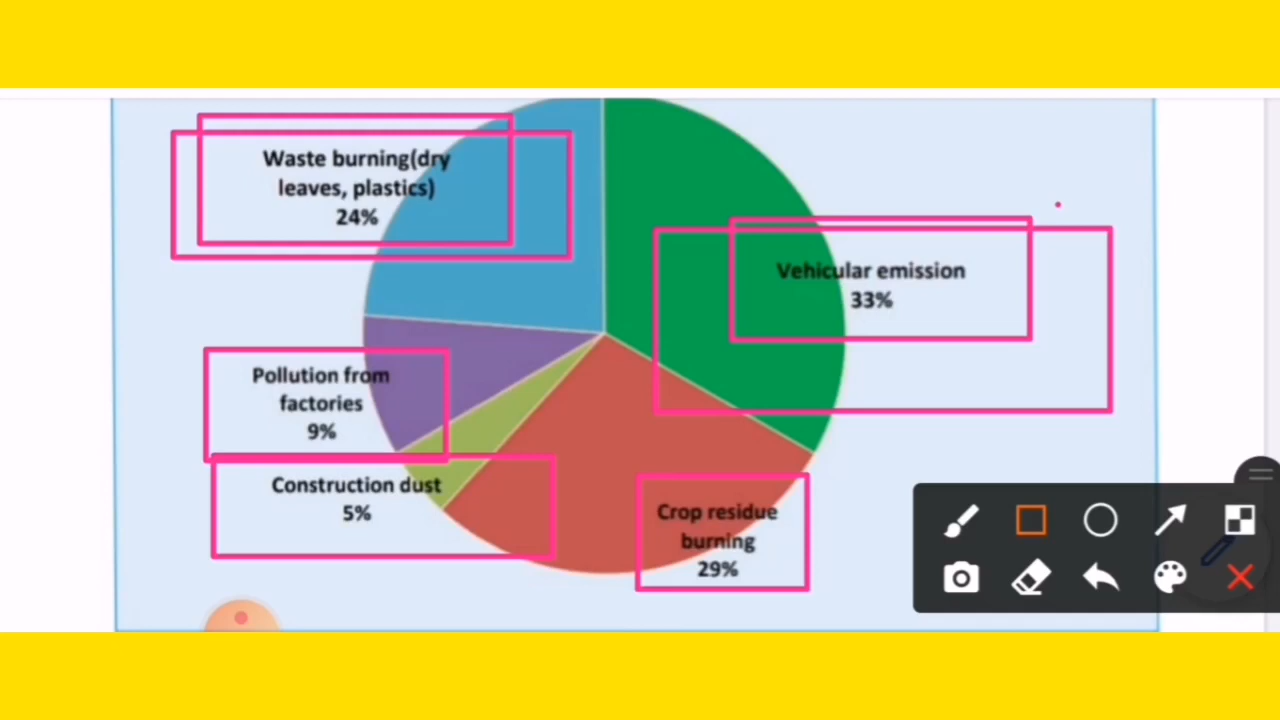 Waste burning(dry
leaves, plastics)
24%
Vehicular emission
33%
Pollution from
factories
9%
Construction dust
5%
Crop residue
burning
29%